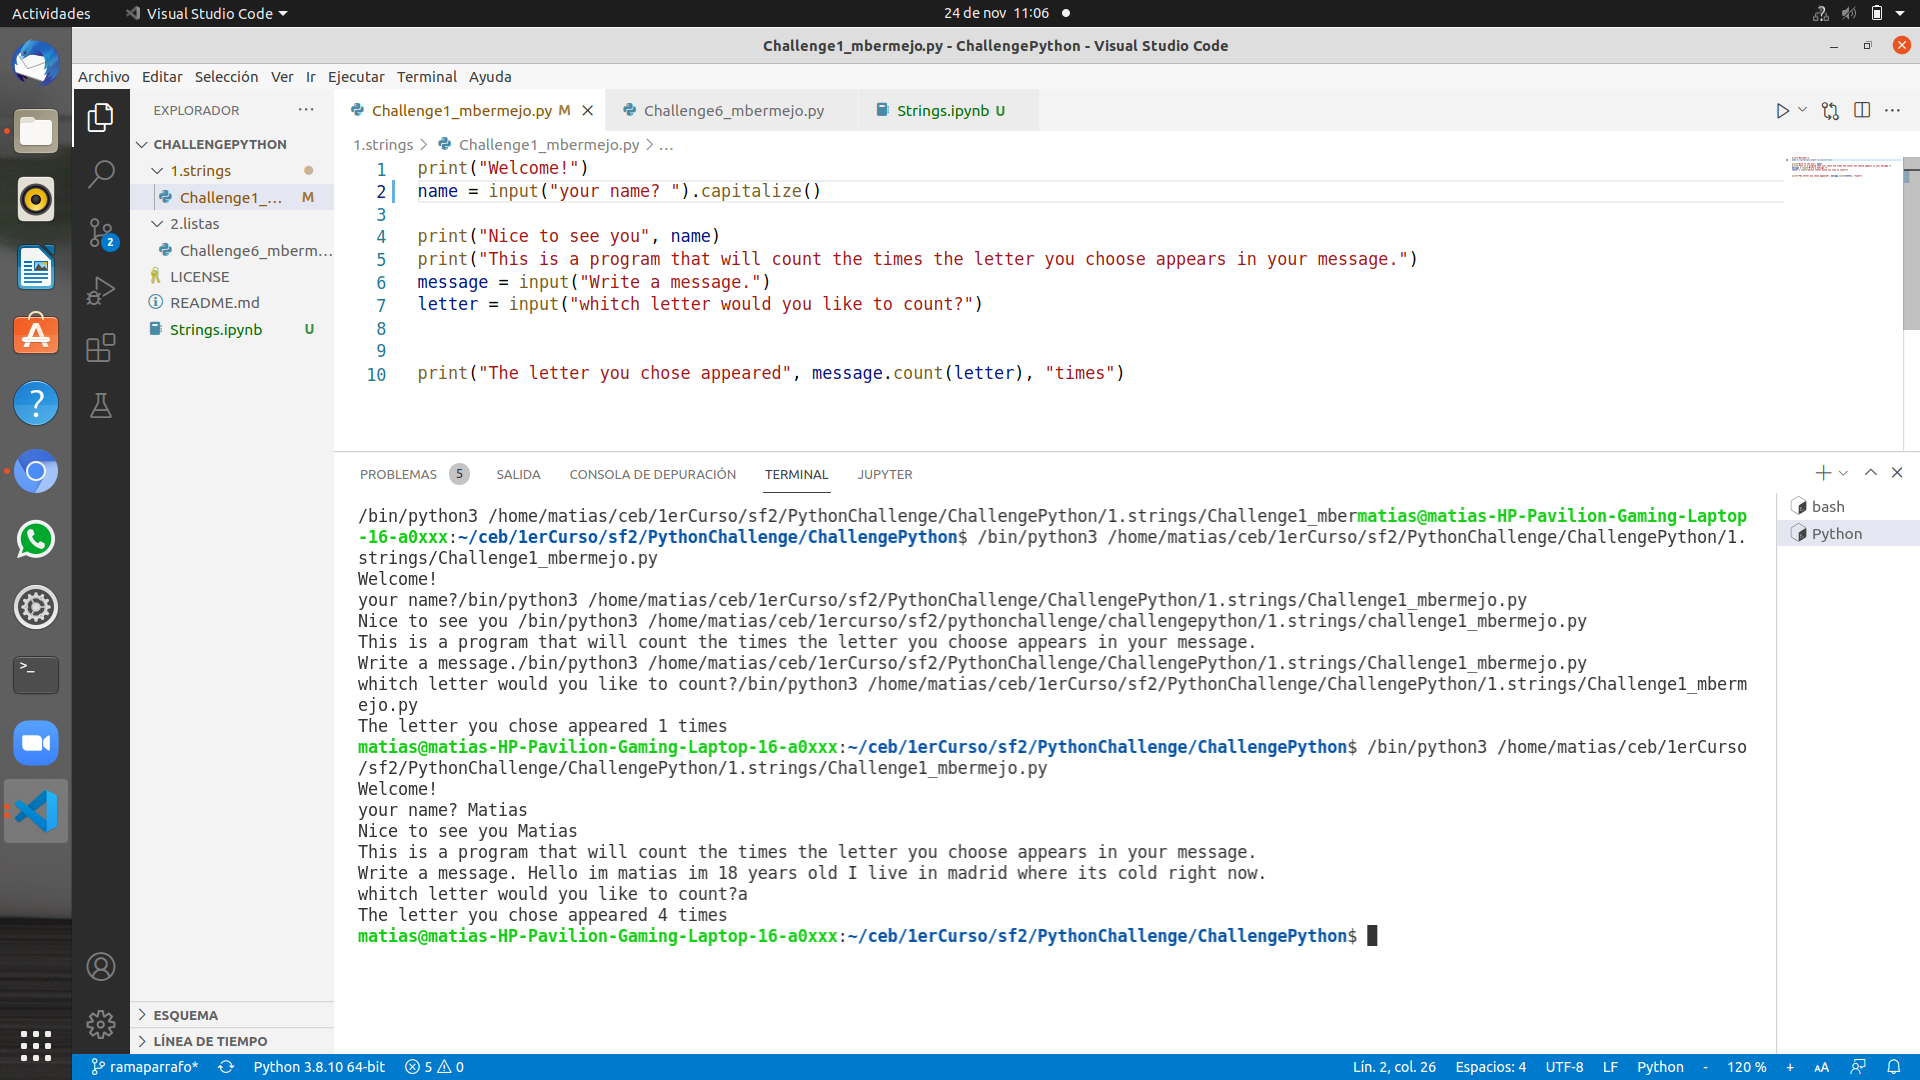 Actividades
Visual Studio Code
24 de nov 11:06
Challenge1_mbermejo.py - ChallengePython - Visual Studio Code
Archivo Editar Selección Ver Ir Ejecutar Terminal Ayuda
EXPLORADOR
CHALLENGEPYTHON
1.strings
Challenge1_... M
2.listas
Challenge6_mberm...
LICENSE
README.md
Strings.ipynb U
2
ESQUEMA
LÍNEA DE TIEMPO
Challenge1_mbermejo.py M
Challenge6_mbermejo.py
Strings.ipynb U
1.strings > Challenge1_mbermejo.py > ...
1 print("Welcome!")
2 name = input("your name? ").capitalize()
3
4 print("Nice to see you", name)
5 print("This is a program that will count the times the letter you choose appears in your message.")
6 message = input("Write a message.")
7 letter = input("whitch letter would you like to count?")
8
9
10 print("The letter you chose appeared", message.count(letter), "times")
PROBLEMAS 5 SALIDA CONSOLA DE DEPURACIÓN TERMINAL JUPYTER
/bin/python3 /home/matias/ceb/1erCurso/sf2/PythonChallenge/ChallengePython/1.strings/Challenge1_mbermatias@matias-HP-Pavilion-Gaming-Laptop
-16-a0xxx:~/ceb/1erCurso/sf2/PythonChallenge/ChallengePython$ /bin/python3 /home/matias/ceb/1erCurso/sf2/PythonChallenge/ChallengePython/1.
strings/Challenge1_mbermejo.py
Welcome!
your name?/bin/python3 /home/matias/ceb/1erCurso/sf2/PythonChallenge/ChallengePython/1.strings/Challenge1_mbermejo.py
Nice to see you /bin/python3 /home/matias/ceb/1ercurso/sf2/pythonchallenge/challengepython/1.strings/challenge1_mbermejo.py
This is a program that will count the times the letter you choose appears in your message.
Write a message./bin/python3 /home/matias/ceb/1erCurso/sf2/PythonChallenge/ChallengePython/1.strings/Challenge1_mbermejo.py
whitch letter would you like to count?/bin/python3 /home/matias/ceb/1erCurso/sf2/PythonChallenge/ChallengePython/1.strings/Challenge1_mberm
ejo.py
The letter you chose appeared 1 times
matias@matias-HP-Pavilion-Gaming-Laptop-16-a0xxx:~/ceb/1erCurso/sf2/PythonChallenge/ChallengePython$ /bin/python3 /home/matias/ceb/1erCurso
/sf2/PythonChallenge/ChallengePython/1.strings/Challenge1_mbermejo.py
Welcome!
your name? Matias
Nice to see you Matias
This is a program that will count the times the letter you choose appears in your message.
Write a message. Hello im matias im 18 years old I live in madrid where its cold right now.
whitch letter would you like to count?a
The letter you chose appeared 4 times
matias@matias-HP-Pavilion-Gaming-Laptop-16-a0xxx:~/ceb/1erCurso/sf2/PythonChallenge/ChallengePython$
bash
Python
ramaparrafo* Python 3.8.10 64-bit 5 0
Lín. 2, col. 26 Espacios: 4 UTF-8 LF Python - 120 % + AA